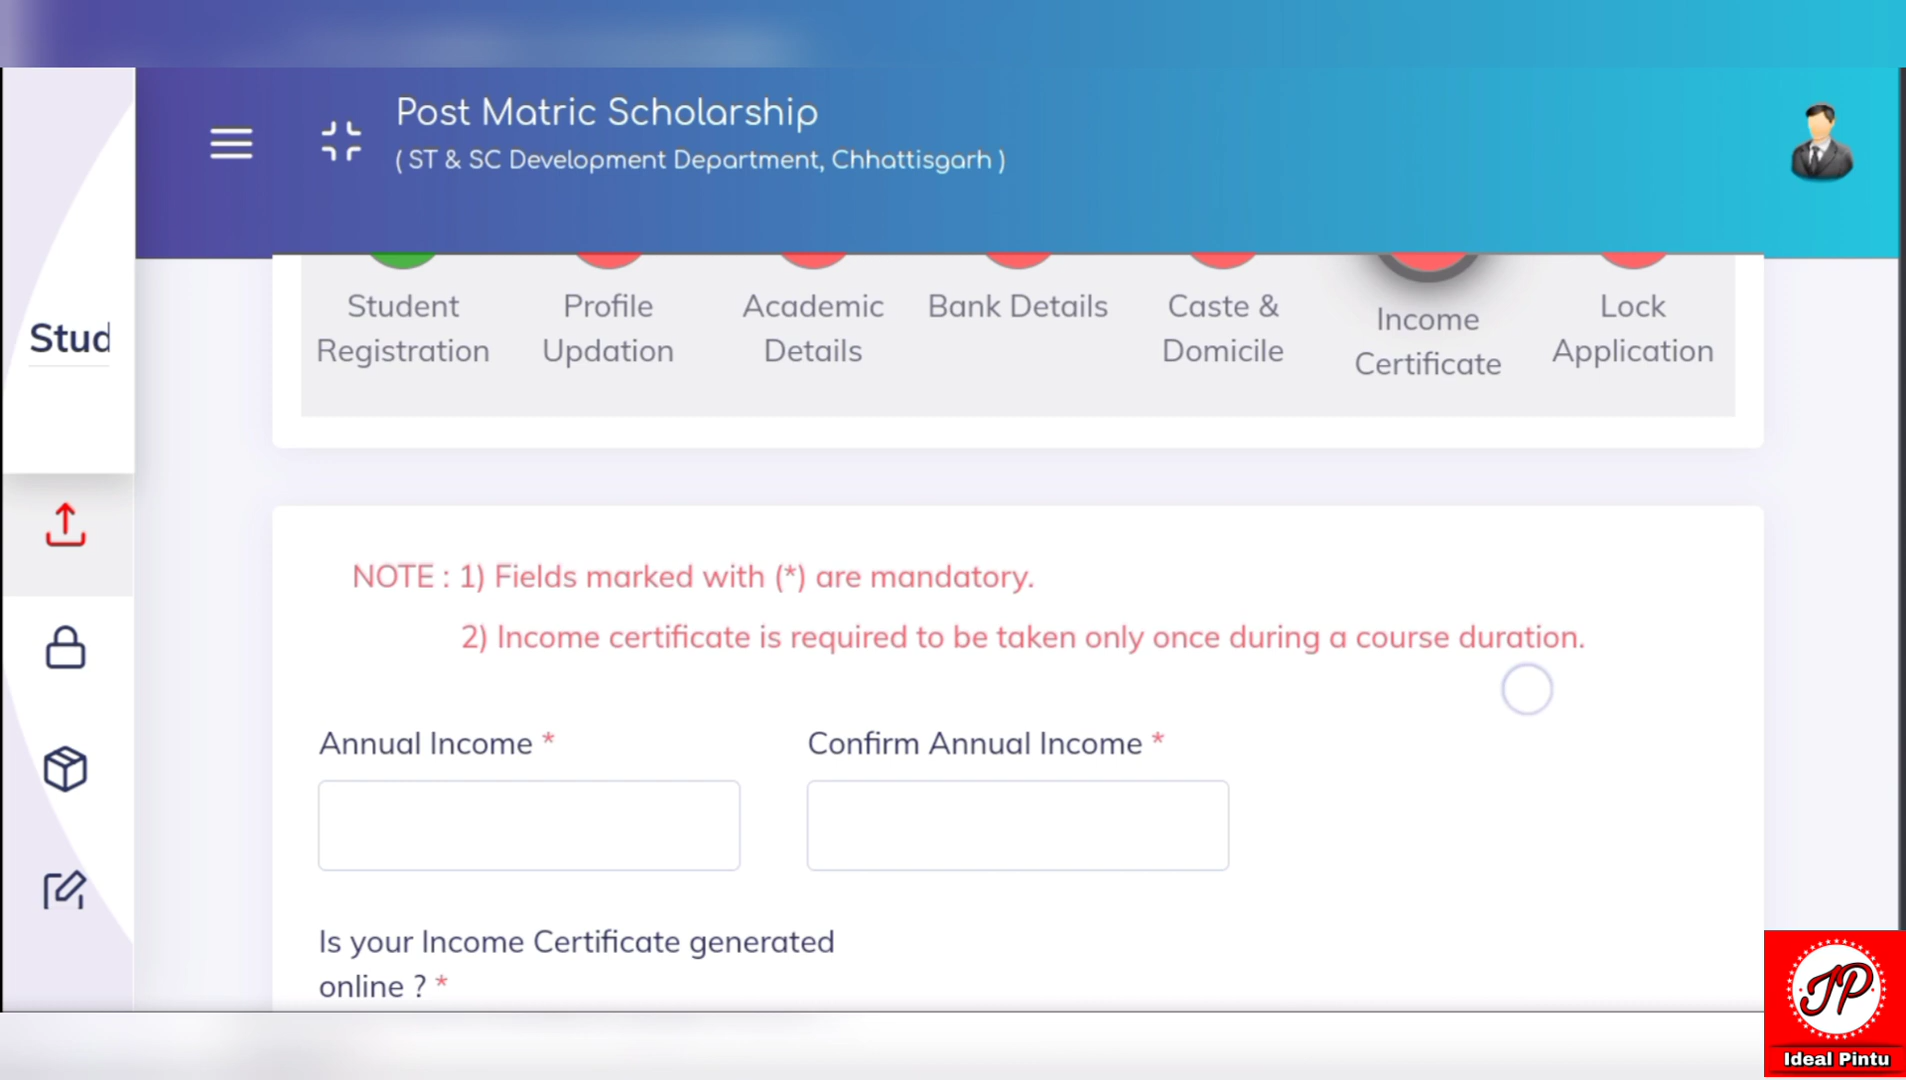 Post Matric Scholarship
( ST & SC Development Department, Chhattisgarh )
Stud
Student
Registration
Profile
Updation
Academic
Details
Bank Details
Caste &
Domicile
Income
Certificate
Lock
Application
NOTE : 1) Fields marked with (*) are mandatory.
2) Income certificate is required to be taken only once during a course duration.
Annual Income *
Confirm Annual Income *
Is your Income Certificate generated
online ? *
JP
Ideal Pintu